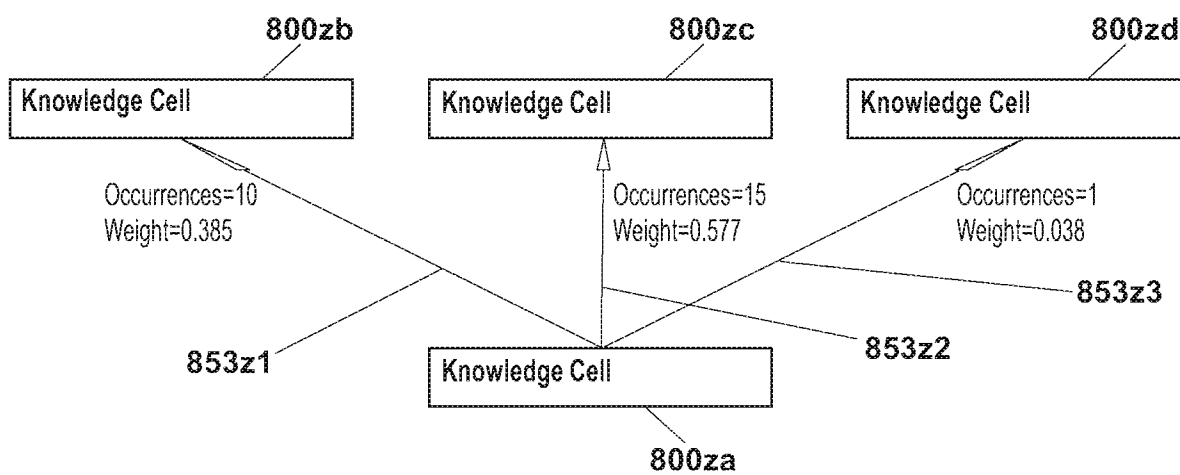 800zb
800zc
800zd
Knowledge Cell
Knowledge Cell
Knowledge Cell
Occurrences=10
Weight=0.385
Occurrences=15
Weight=0.577
Occurrences=1
Weight=0.038
853z3
853z1
853z2
Knowledge Cell
800za